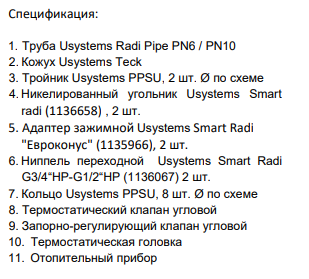 Спецификация:
1. Труба Usystems Radi Pipe PN6 / PN10
2. Кожух Usystems Teck
3. Тройник Usystems PPSU, 2 шт. Ø по схеме
4. Никелированный угольник Usystems Smart
radi (1136658) , 2 шт.
5. Адаптер зажимной Usystems Smart Radi
"Евроконус" (1135966), 2 шт.
6. Ниппель переходной Usystems Smart Radi
G3/4“HP-G1/2“HP (1136067) 2 шт.
7. Кольцо Usystems PPSU, 8 шт. Ø по схеме
8. Термостатический клапан угловой
9. Запорно-регулирующий клапан угловой
10. Термостатическая головка
11. Отопительный прибор